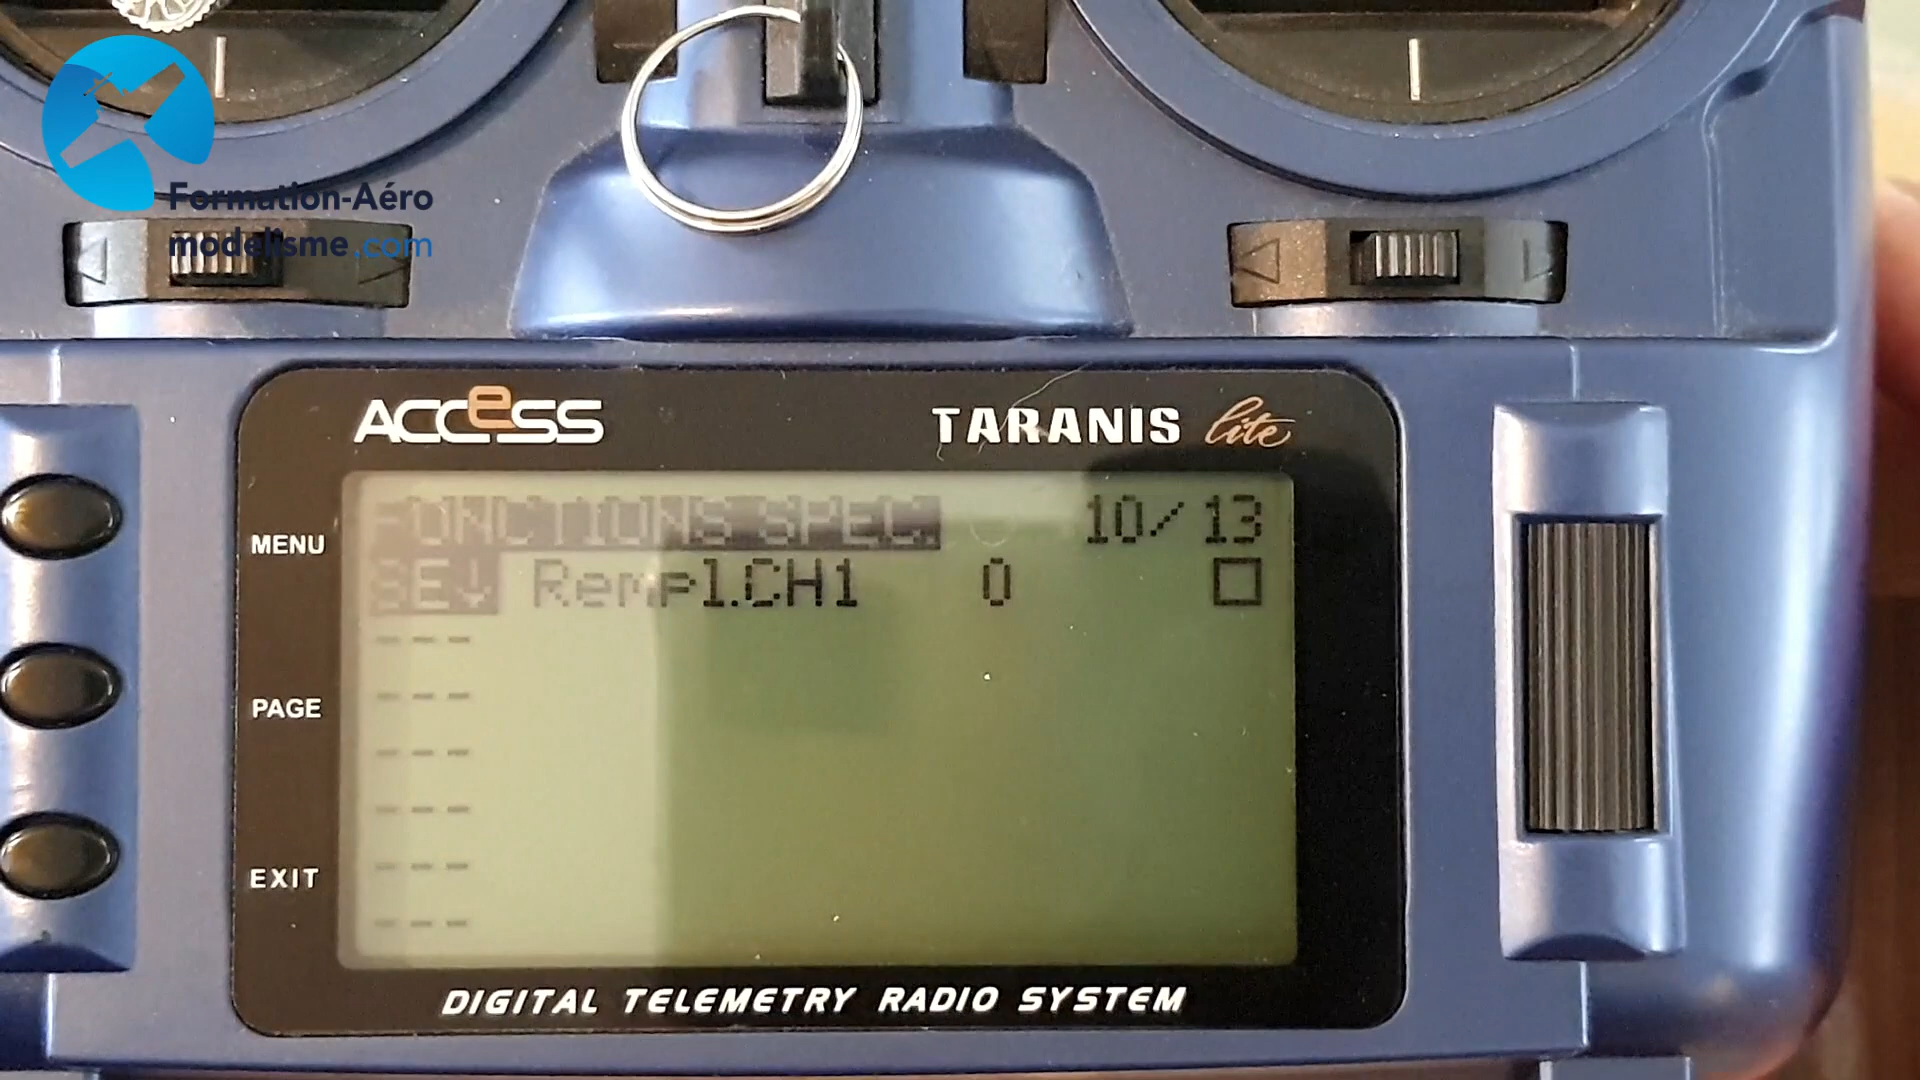 Formation-Aéro
modelisme.com
ACCeSS
TARANIS lite
MENU
PAGE
EXIT
FONCTIONS SPEC. 10/13
SE↓ Rempl.CH1 0 □
---
---
---
---
---
---
DIGITAL TELEMETRY RADIO SYSTEM